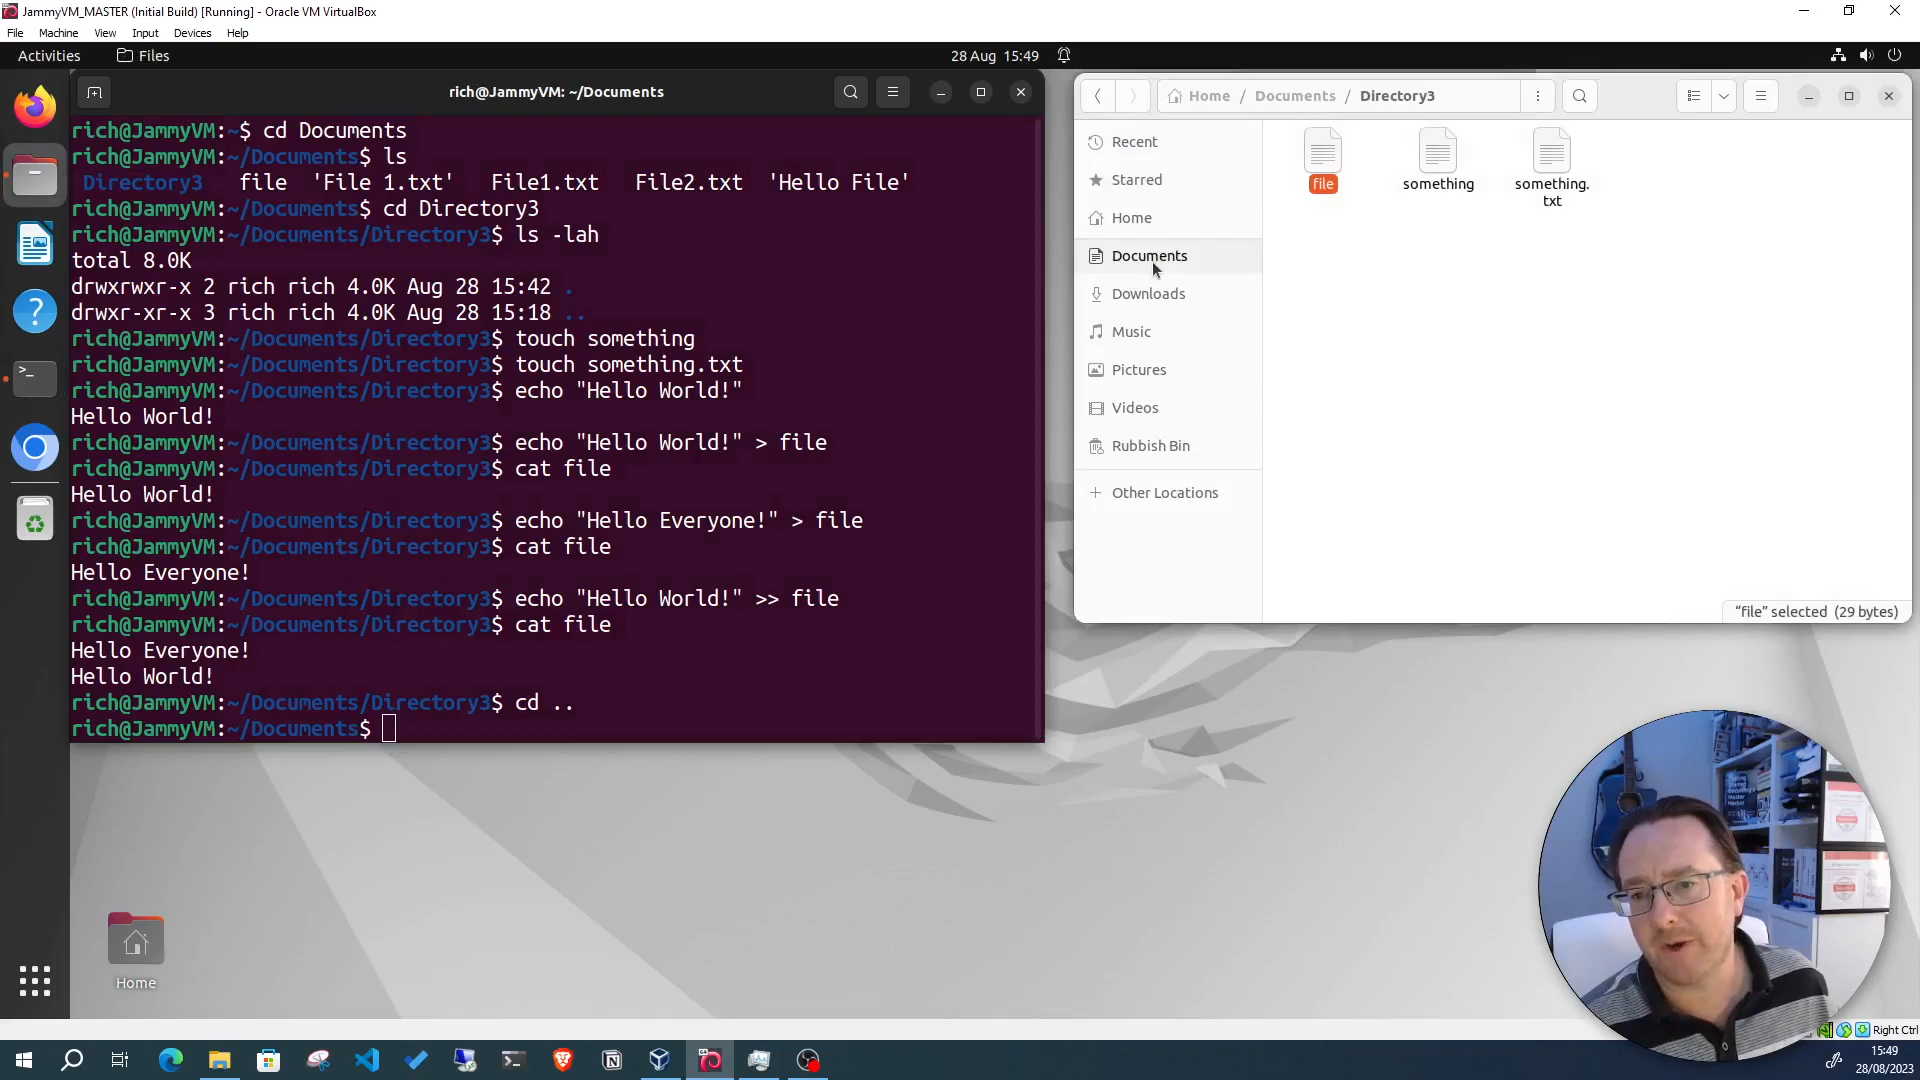 JammyVM_MASTER (Initial Build) [Running] - Oracle VM VirtualBox
File Machine View Input Devices Help
Activities Files 28 Aug 15:49
rich@JammyVM: ~/Documents
rich@JammyVM:~$ cd Documents
rich@JammyVM:~/Documents$ ls
Directory3 file 'File 1.txt' File1.txt File2.txt 'Hello File'
rich@JammyVM:~/Documents$ cd Directory3
rich@JammyVM:~/Documents/Directory3$ ls -lah
total 8.0K
drwxrwxr-x 2 rich rich 4.0K Aug 28 15:42 .
drwxr-xr-x 3 rich rich 4.0K Aug 28 15:18 ..
rich@JammyVM:~/Documents/Directory3$ touch something
rich@JammyVM:~/Documents/Directory3$ touch something.txt
rich@JammyVM:~/Documents/Directory3$ echo "Hello World!"
Hello World!
rich@JammyVM:~/Documents/Directory3$ echo "Hello World!" > file
rich@JammyVM:~/Documents/Directory3$ cat file
Hello World!
rich@JammyVM:~/Documents/Directory3$ echo "Hello Everyone!" > file
rich@JammyVM:~/Documents/Directory3$ cat file
Hello Everyone!
rich@JammyVM:~/Documents/Directory3$ echo "Hello World!" >> file
rich@JammyVM:~/Documents/Directory3$ cat file
Hello Everyone!
Hello World!
rich@JammyVM:~/Documents/Directory3$ cd ..
rich@JammyVM:~/Documents$
Home / Documents / Directory3
Recent
Starred
Home
Documents
Downloads
Music
Pictures
Videos
Rubbish Bin
+ Other Locations
file something something.
txt
“file” selected (29 bytes)
Home
Right Ctrl
15:49
28/08/2023